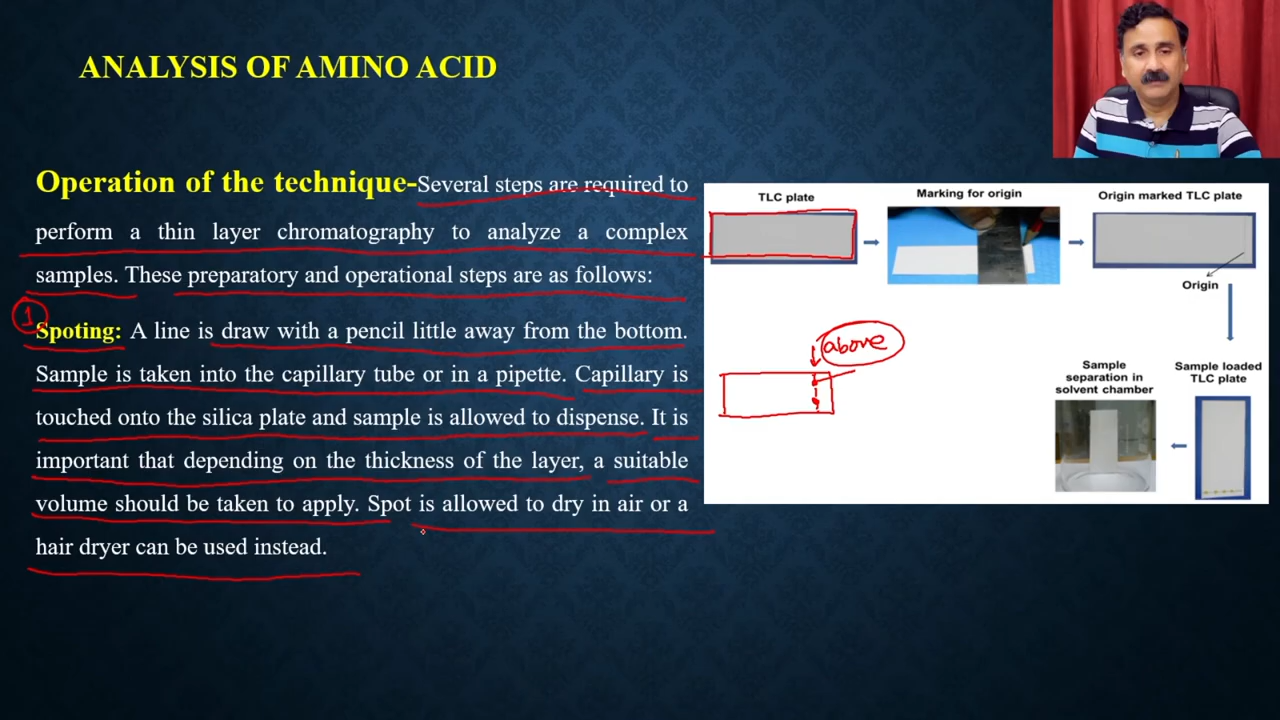 ANALYSIS OF AMINO ACID
Operation of the technique-Several steps are required to
perform a thin layer chromatography to analyze a complex
samples. These preparatory and operational steps are as follows:
1
Spoting: A line is draw with a pencil little away from the bottom.
Sample is taken into the capillary tube or in a pipette. Capillary is
touched onto the silica plate and sample is allowed to dispense. It is
important that depending on the thickness of the layer, a suitable
volume should be taken to apply. Spot is allowed to dry in air or a
hair dryer can be used instead.
TLC plate
Marking for origin
Origin marked TLC plate
Origin
above
Sample
separation in
solvent chamber
Sample loaded
TLC plate